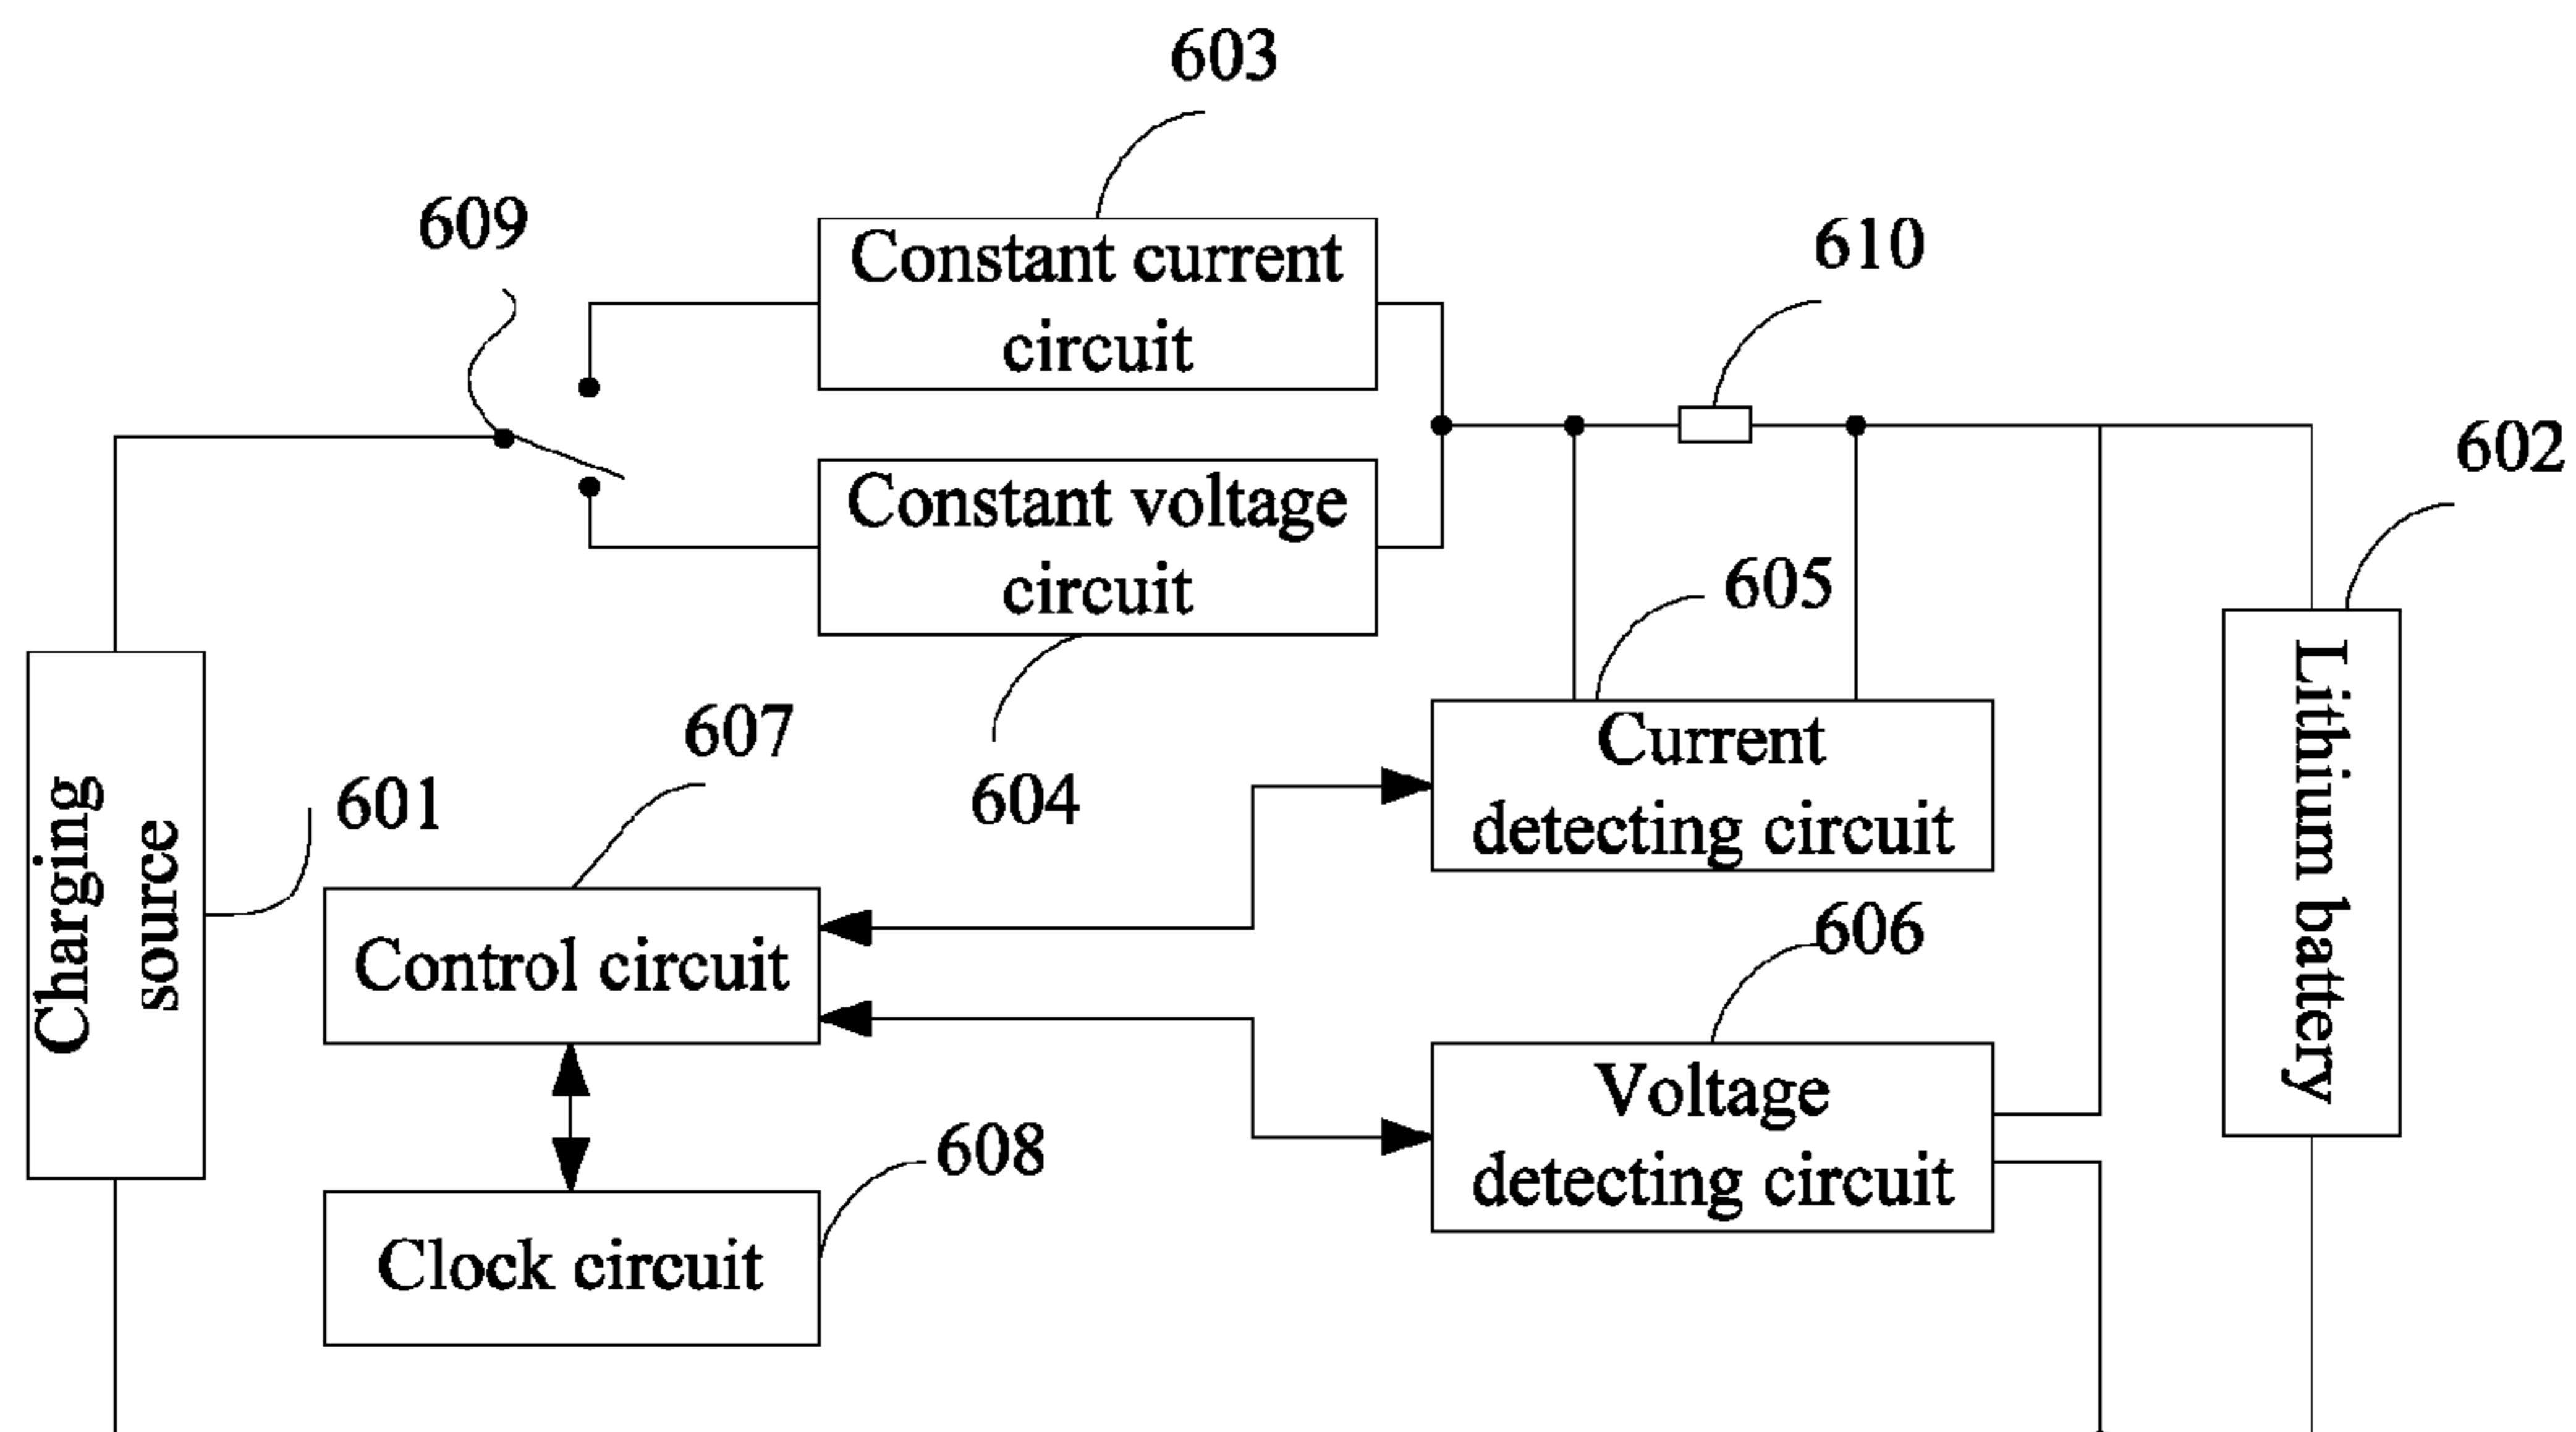 603
609
Constant current
circuit
610
602
Constant voltage
circuit
605
Lithium battery
607
604
Current
detecting circuit
Charging
source
601
Control circuit
606
Voltage
detecting circuit
608
Clock circuit